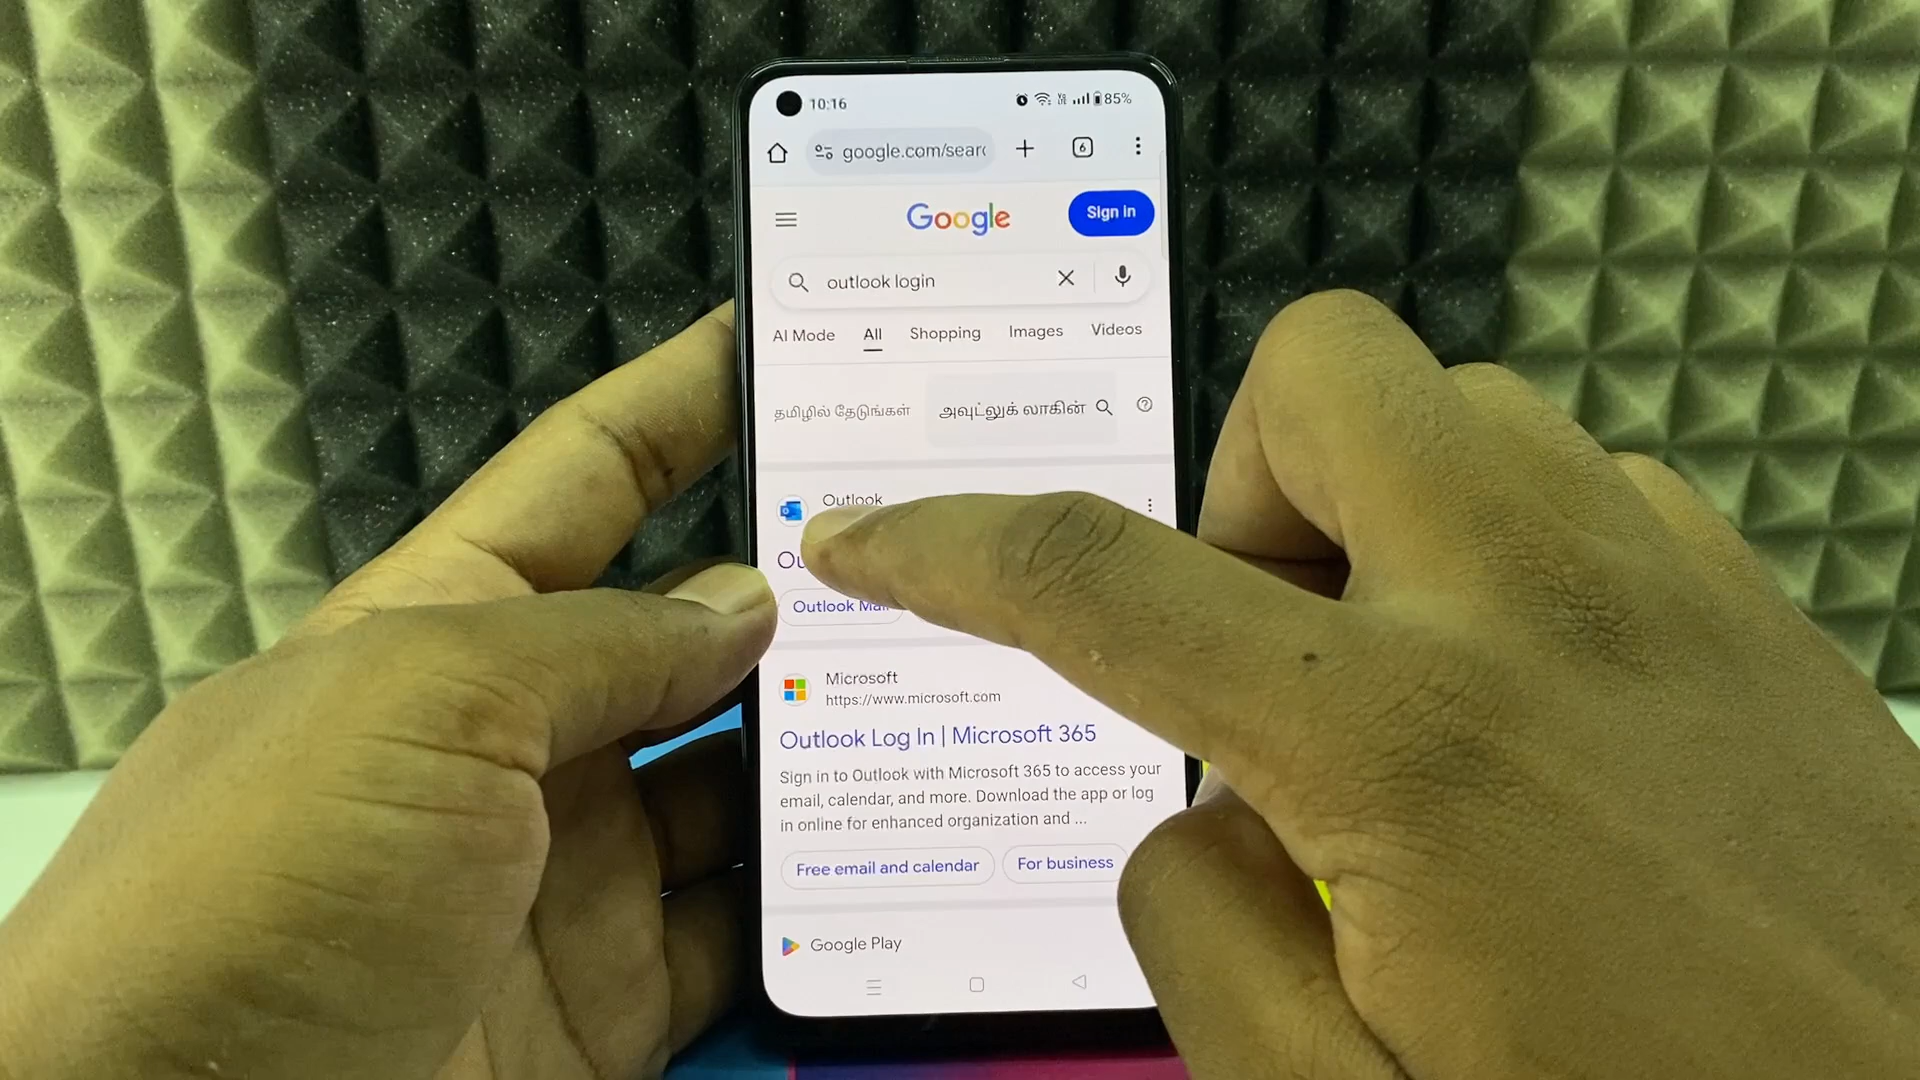 10:16 85%
google.com/searc
6
Google
Sign in
outlook login
AI Mode All Shopping Images Videos
தமிழில் தேடுங்கள் அவுட்லுக் லாகின்
Outlook
Outlook
Microsoft
https://www.microsoft.com
Outlook Log In | Microsoft 365
Sign in to Outlook with Microsoft 365 to access your
email, calendar, and more. Download the app or log
in online for enhanced organization and ...
Free email and calendar For business
Google Play